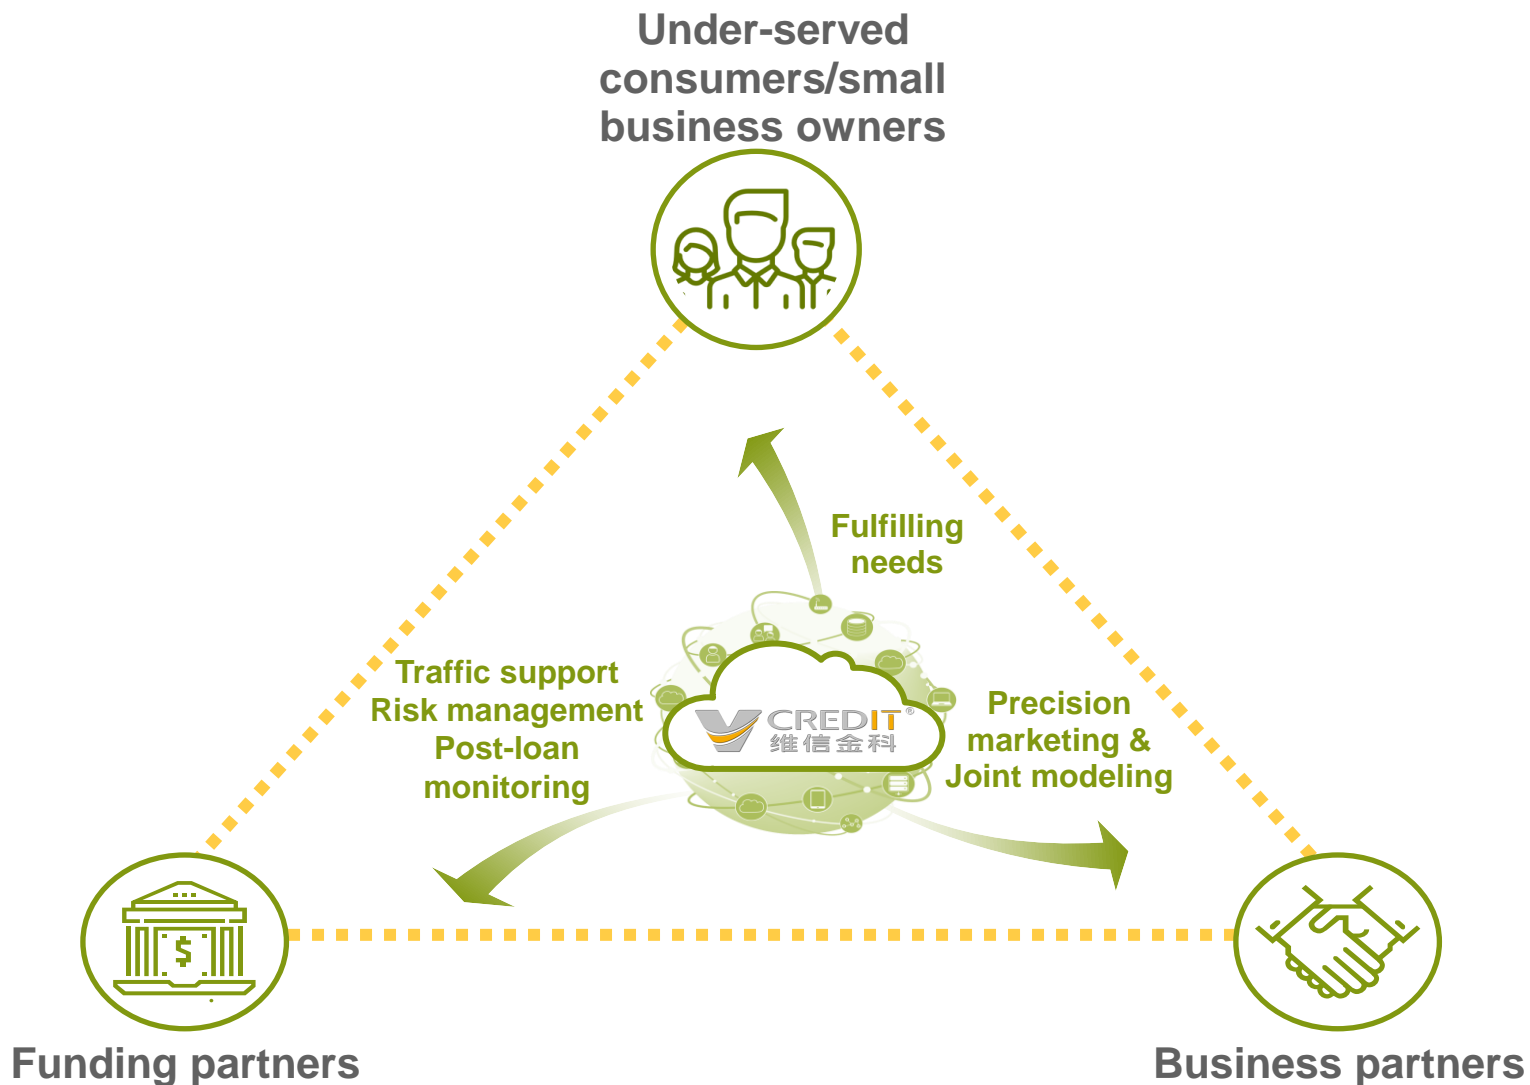 Under-served
consumers/small
business owners
Fulfilling
needs
Traffic support
Risk management
Post-loan
monitoring
V CREDIT®
维信金科
Precision
marketing &
Joint modeling
$
Funding partners
Business partners